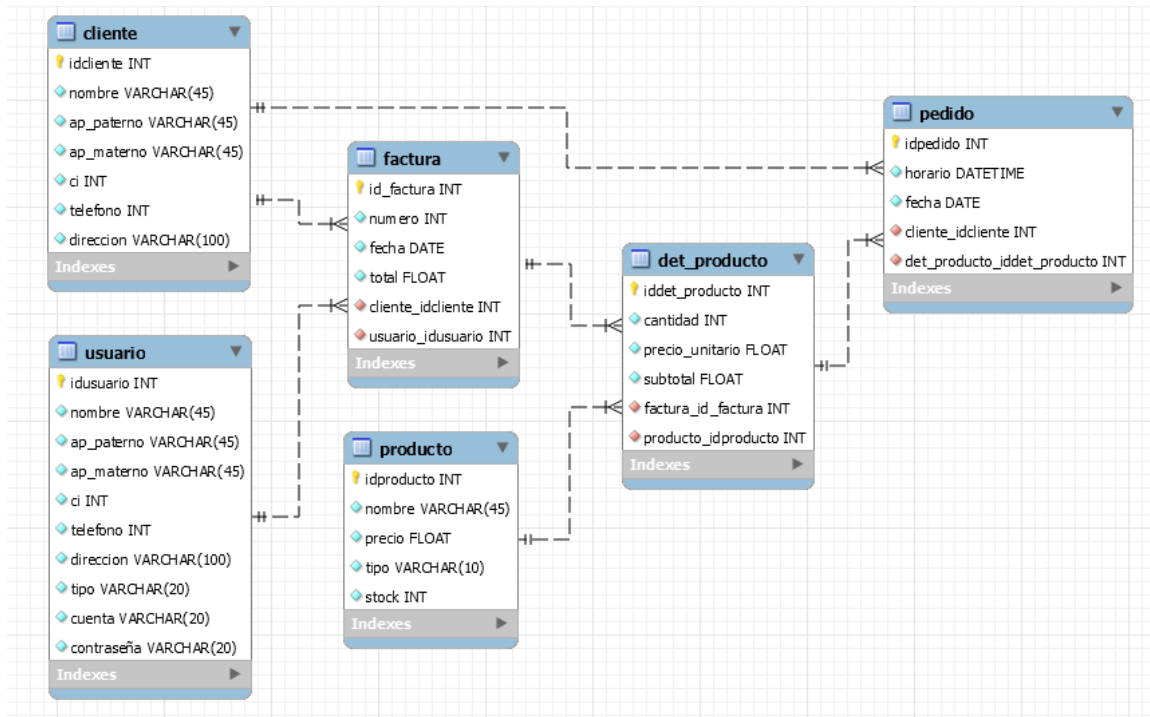 cliente
idcliente INT
nombre VARCHAR(45)
ap_paterno VARCHAR(45)
ap_materno VARCHAR(45)
ci INT
telefono INT
direccion VARCHAR(100)
Indexes
usuario
idusuario INT
nombre VARCHAR(45)
ap_paterno VARCHAR(45)
ap_materno VARCHAR(45)
ci INT
telefono INT
direccion VARCHAR(100)
tipo VARCHAR(20)
cuenta VARCHAR(20)
contraseña VARCHAR(20)
Indexes
factura
id_factura INT
numero INT
fecha DATE
total FLOAT
cliente_idcliente INT
usuario_idusuario INT
Indexes
producto
idproducto INT
nombre VARCHAR(45)
precio FLOAT
tipo VARCHAR(10)
stock INT
Indexes
det_producto
iddet_producto INT
cantidad INT
precio_unitario FLOAT
subtotal FLOAT
factura_id_factura INT
producto_idproducto INT
Indexes
pedido
idpedido INT
horario DATETIME
fecha DATE
cliente_idcliente INT
det_producto_iddet_producto INT
Indexes